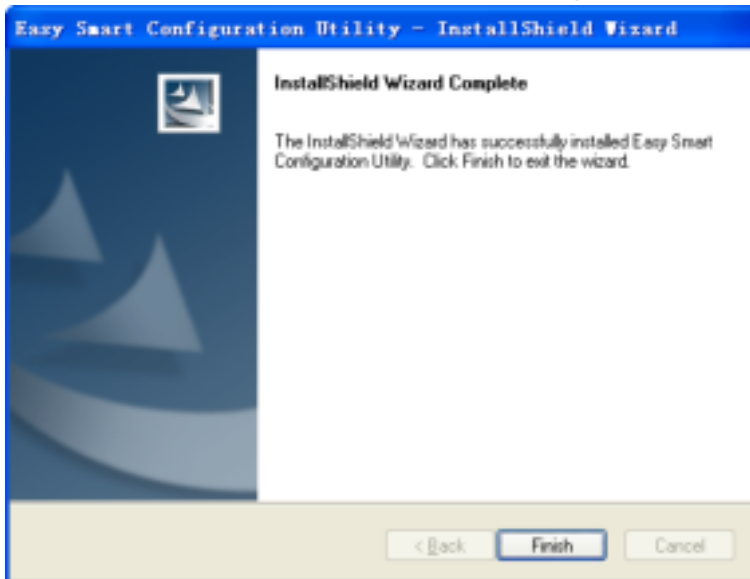 Easy Smart Configuration Utility - InstallShield Wizard
InstallShield Wizard Complete
The InstallShield Wizard has successfully installed Easy Smart
Configuration Utility. Click Finish to exit the wizard.
< Back Finish Cancel